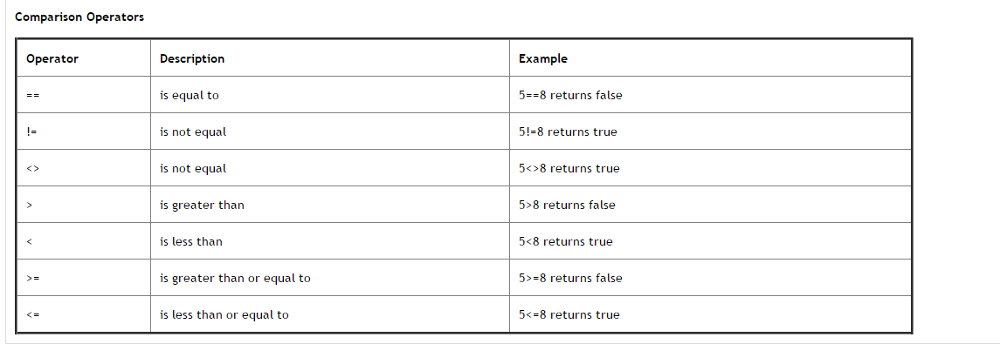 Comparison Operators
Operator Description Example
== is equal to 5==8 returns false
!= is not equal 5!=8 returns true
<> is not equal 5<>8 returns true
> is greater than 5>8 returns false
< is less than 5<8 returns true
>= is greater than or equal to 5>=8 returns false
<= is less than or equal to 5<=8 returns true